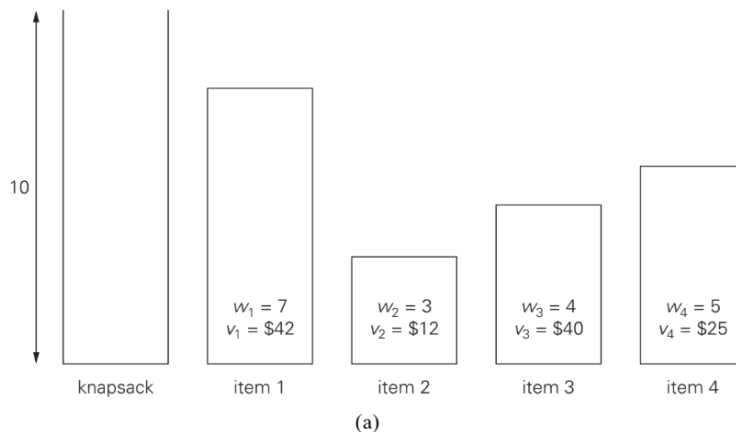 10
w₁ = 7
v₁ = $42
w₂ = 3
v₂ = $12
w₃ = 4
v₃ = $40
w₄ = 5
v₄ = $25
knapsack
item 1
item 2
item 3
item 4
(a)